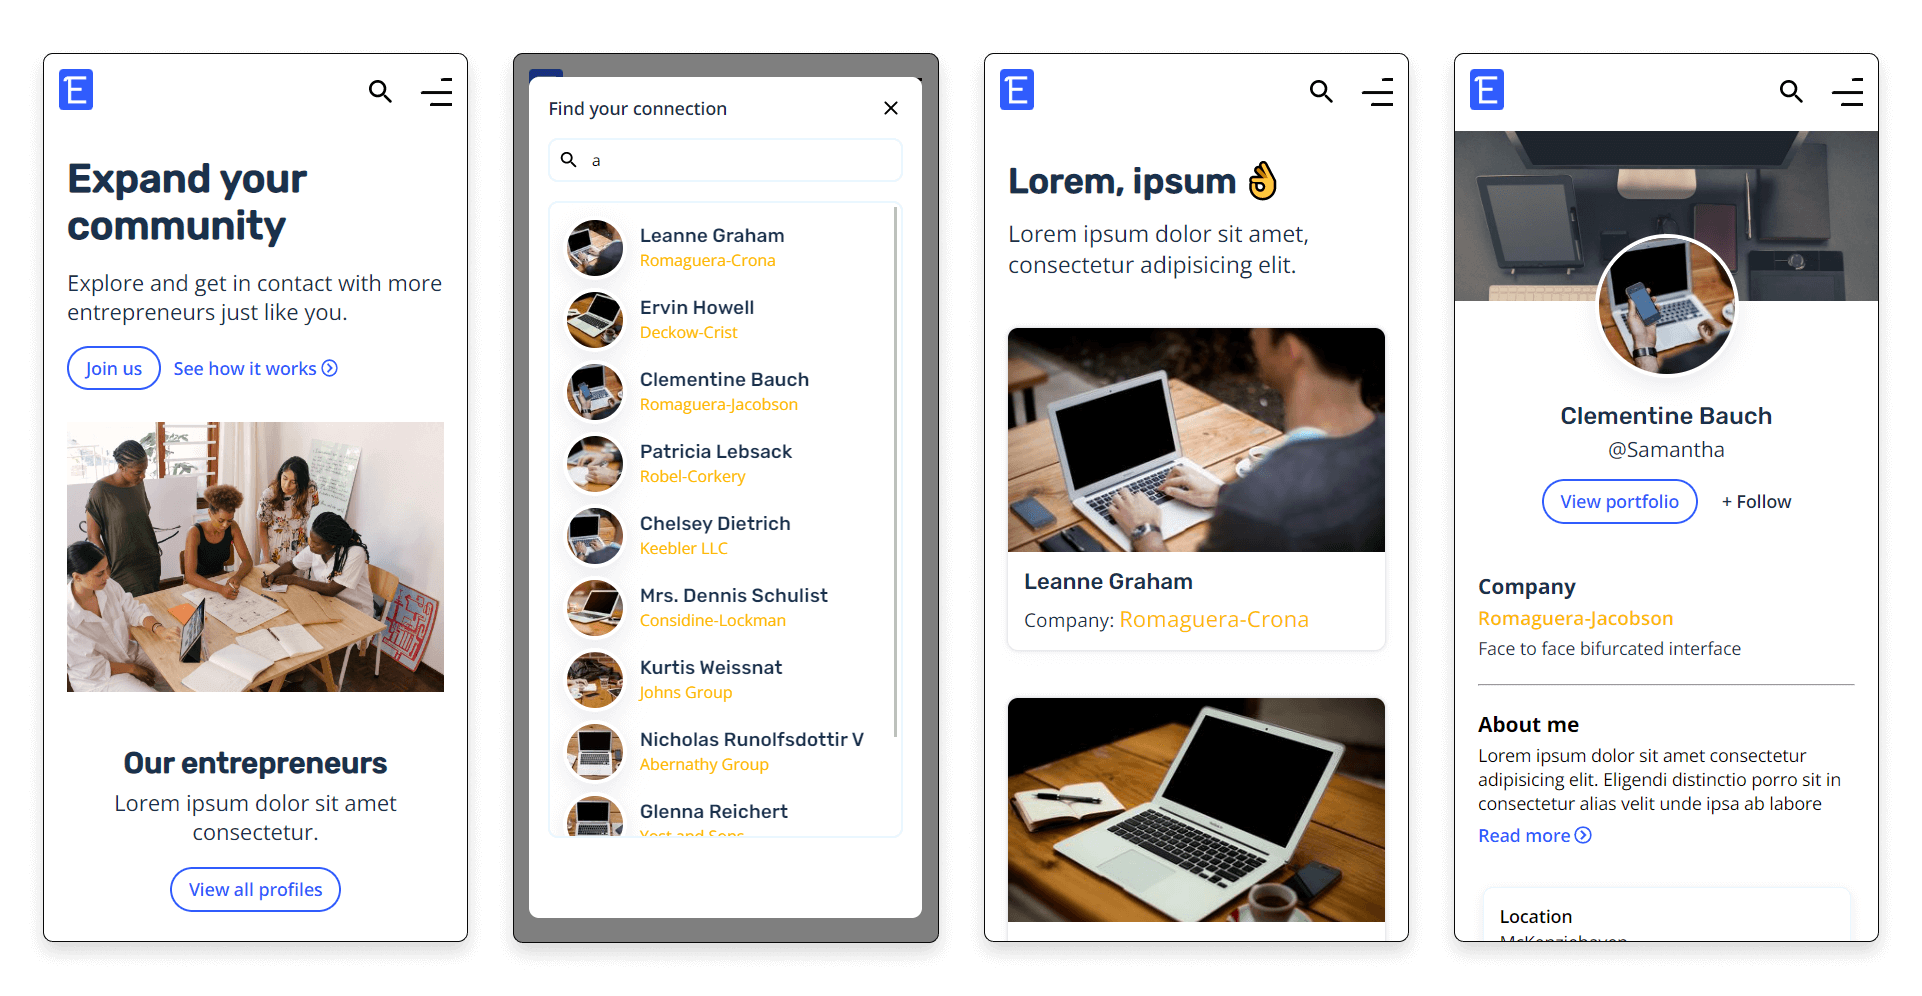 E
Expand your
community
Explore and get in contact with more
entrepreneurs just like you.
Join us
See how it works
Our entrepreneurs
Lorem ipsum dolor sit amet
consectetur.
View all profiles
Find your connection
a
Leanne Graham
Romaguera-Crona
Ervin Howell
Deckow-Crist
Clementine Bauch
Romaguera-Jacobson
Patricia Lebsack
Robel-Corkery
Chelsey Dietrich
Keebler LLC
Mrs. Dennis Schulist
Considine-Lockman
Kurtis Weissnat
Johns Group
Nicholas Runolfsdottir V
Abernathy Group
Glenna Reichert
Yost and Sons
E
Lorem, ipsum 👌
Lorem ipsum dolor sit amet,
consectetur adipisicing elit.
Leanne Graham
Company: Romaguera-Crona
E
Clementine Bauch
@Samantha
View portfolio
+ Follow
Company
Romaguera-Jacobson
Face to face bifurcated interface
About me
Lorem ipsum dolor sit amet consectetur
adipisicing elit. Eligendi distinctio porro sit in
consectetur alias velit unde ipsa ab labore
Read more
Location
McKenziehaven